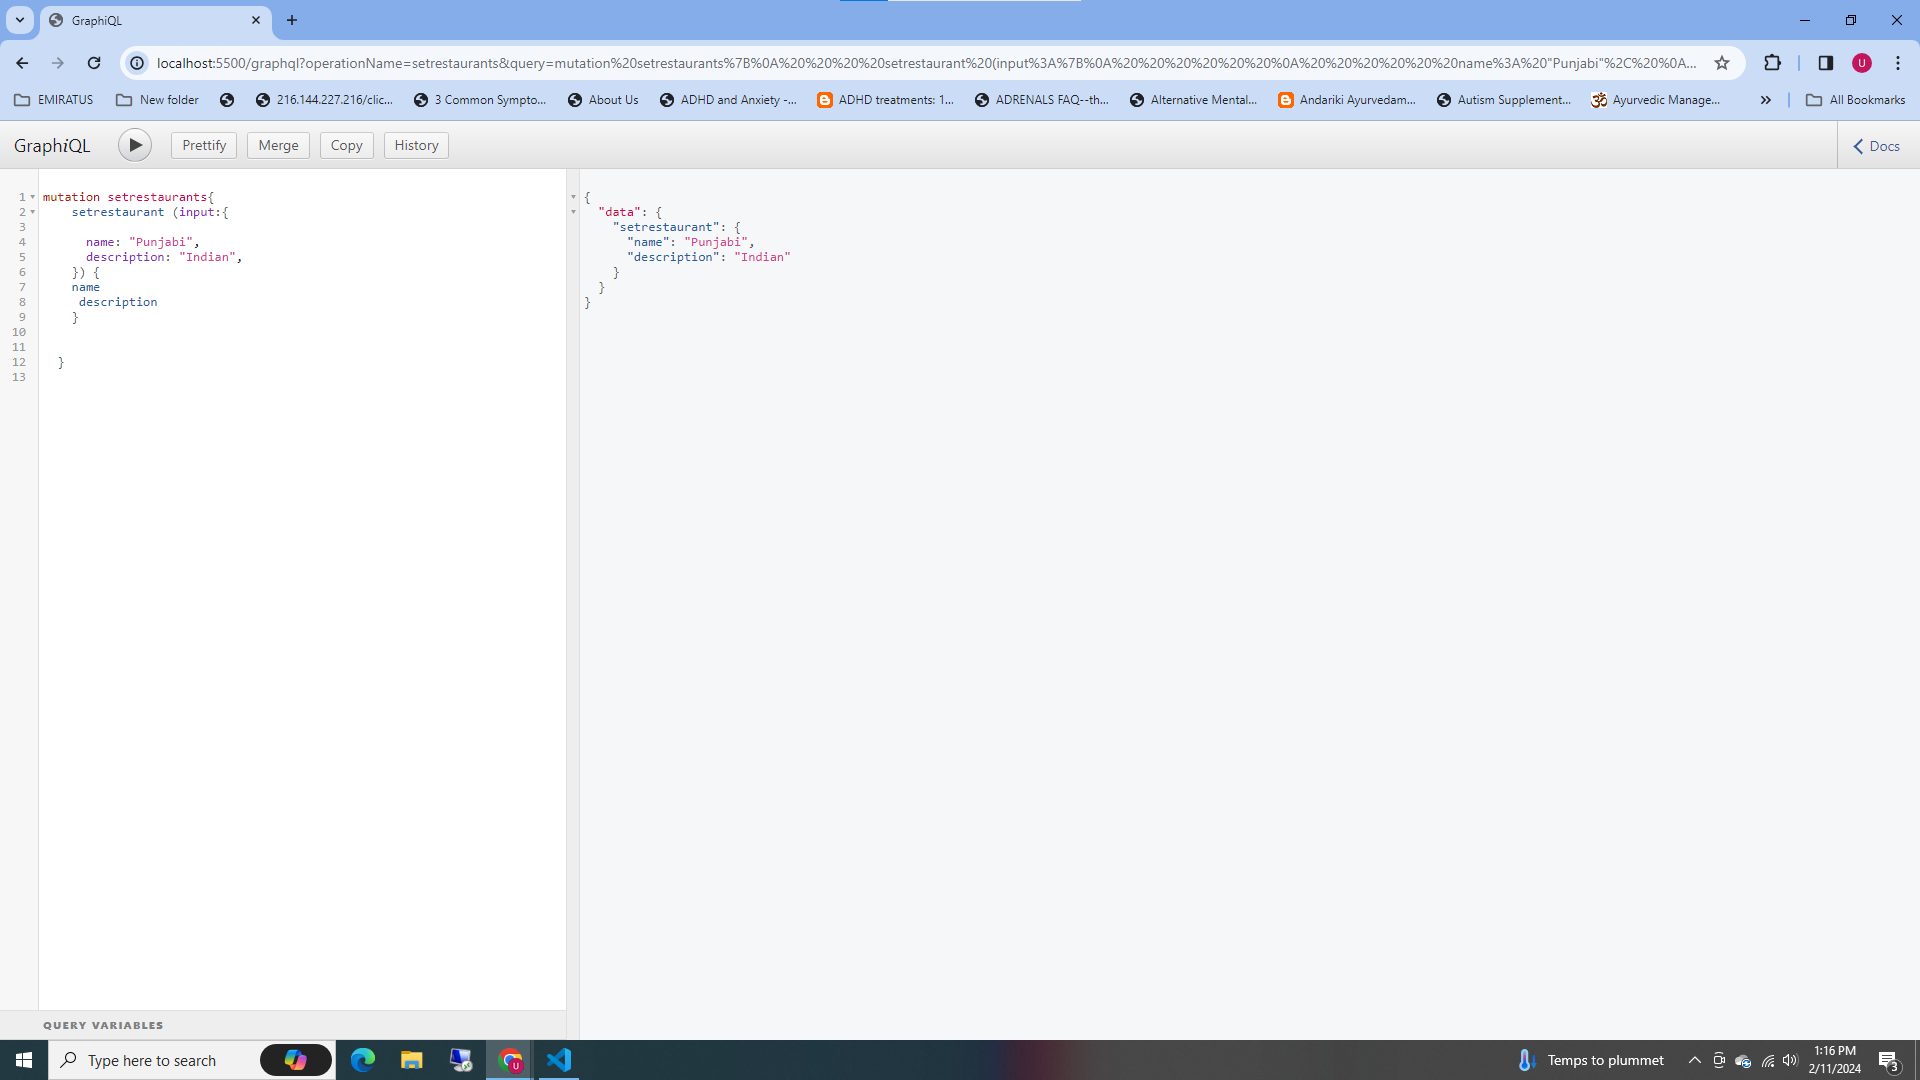 GraphiQL
localhost:5500/graphql?operationName=setrestaurants&query=mutation%20setrestaurants%7B%0A%20%20%20%20setrestaurant%20(input%3A%7B%0A%20%20%20%20%20%20%0A%20%20%20%20%20%20name%3A%20"Punjabi"%2C%20%0A...
EMIRATUS
New folder
216.144.227.216/clic...
3 Common Sympto...
About Us
ADHD and Anxiety -...
ADHD treatments: 1...
ADRENALS FAQ--th...
Alternative Mental...
Andariki Ayurvedam...
Autism Supplement...
Ayurvedic Manage...
All Bookmarks
GraphiQL
Prettify
Merge
Copy
History
Docs
1 mutation setrestaurants{
2 setrestaurant (input:{
3
4 name: "Punjabi",
5 description: "Indian",
6 }) {
7 name
8 description
9 }
10
11
12 }
13
{
"data": {
"setrestaurant": {
"name": "Punjabi",
"description": "Indian"
}
}
}
QUERY VARIABLES
Type here to search
U
Temps to plummet
1:16 PM
2/11/2024
3